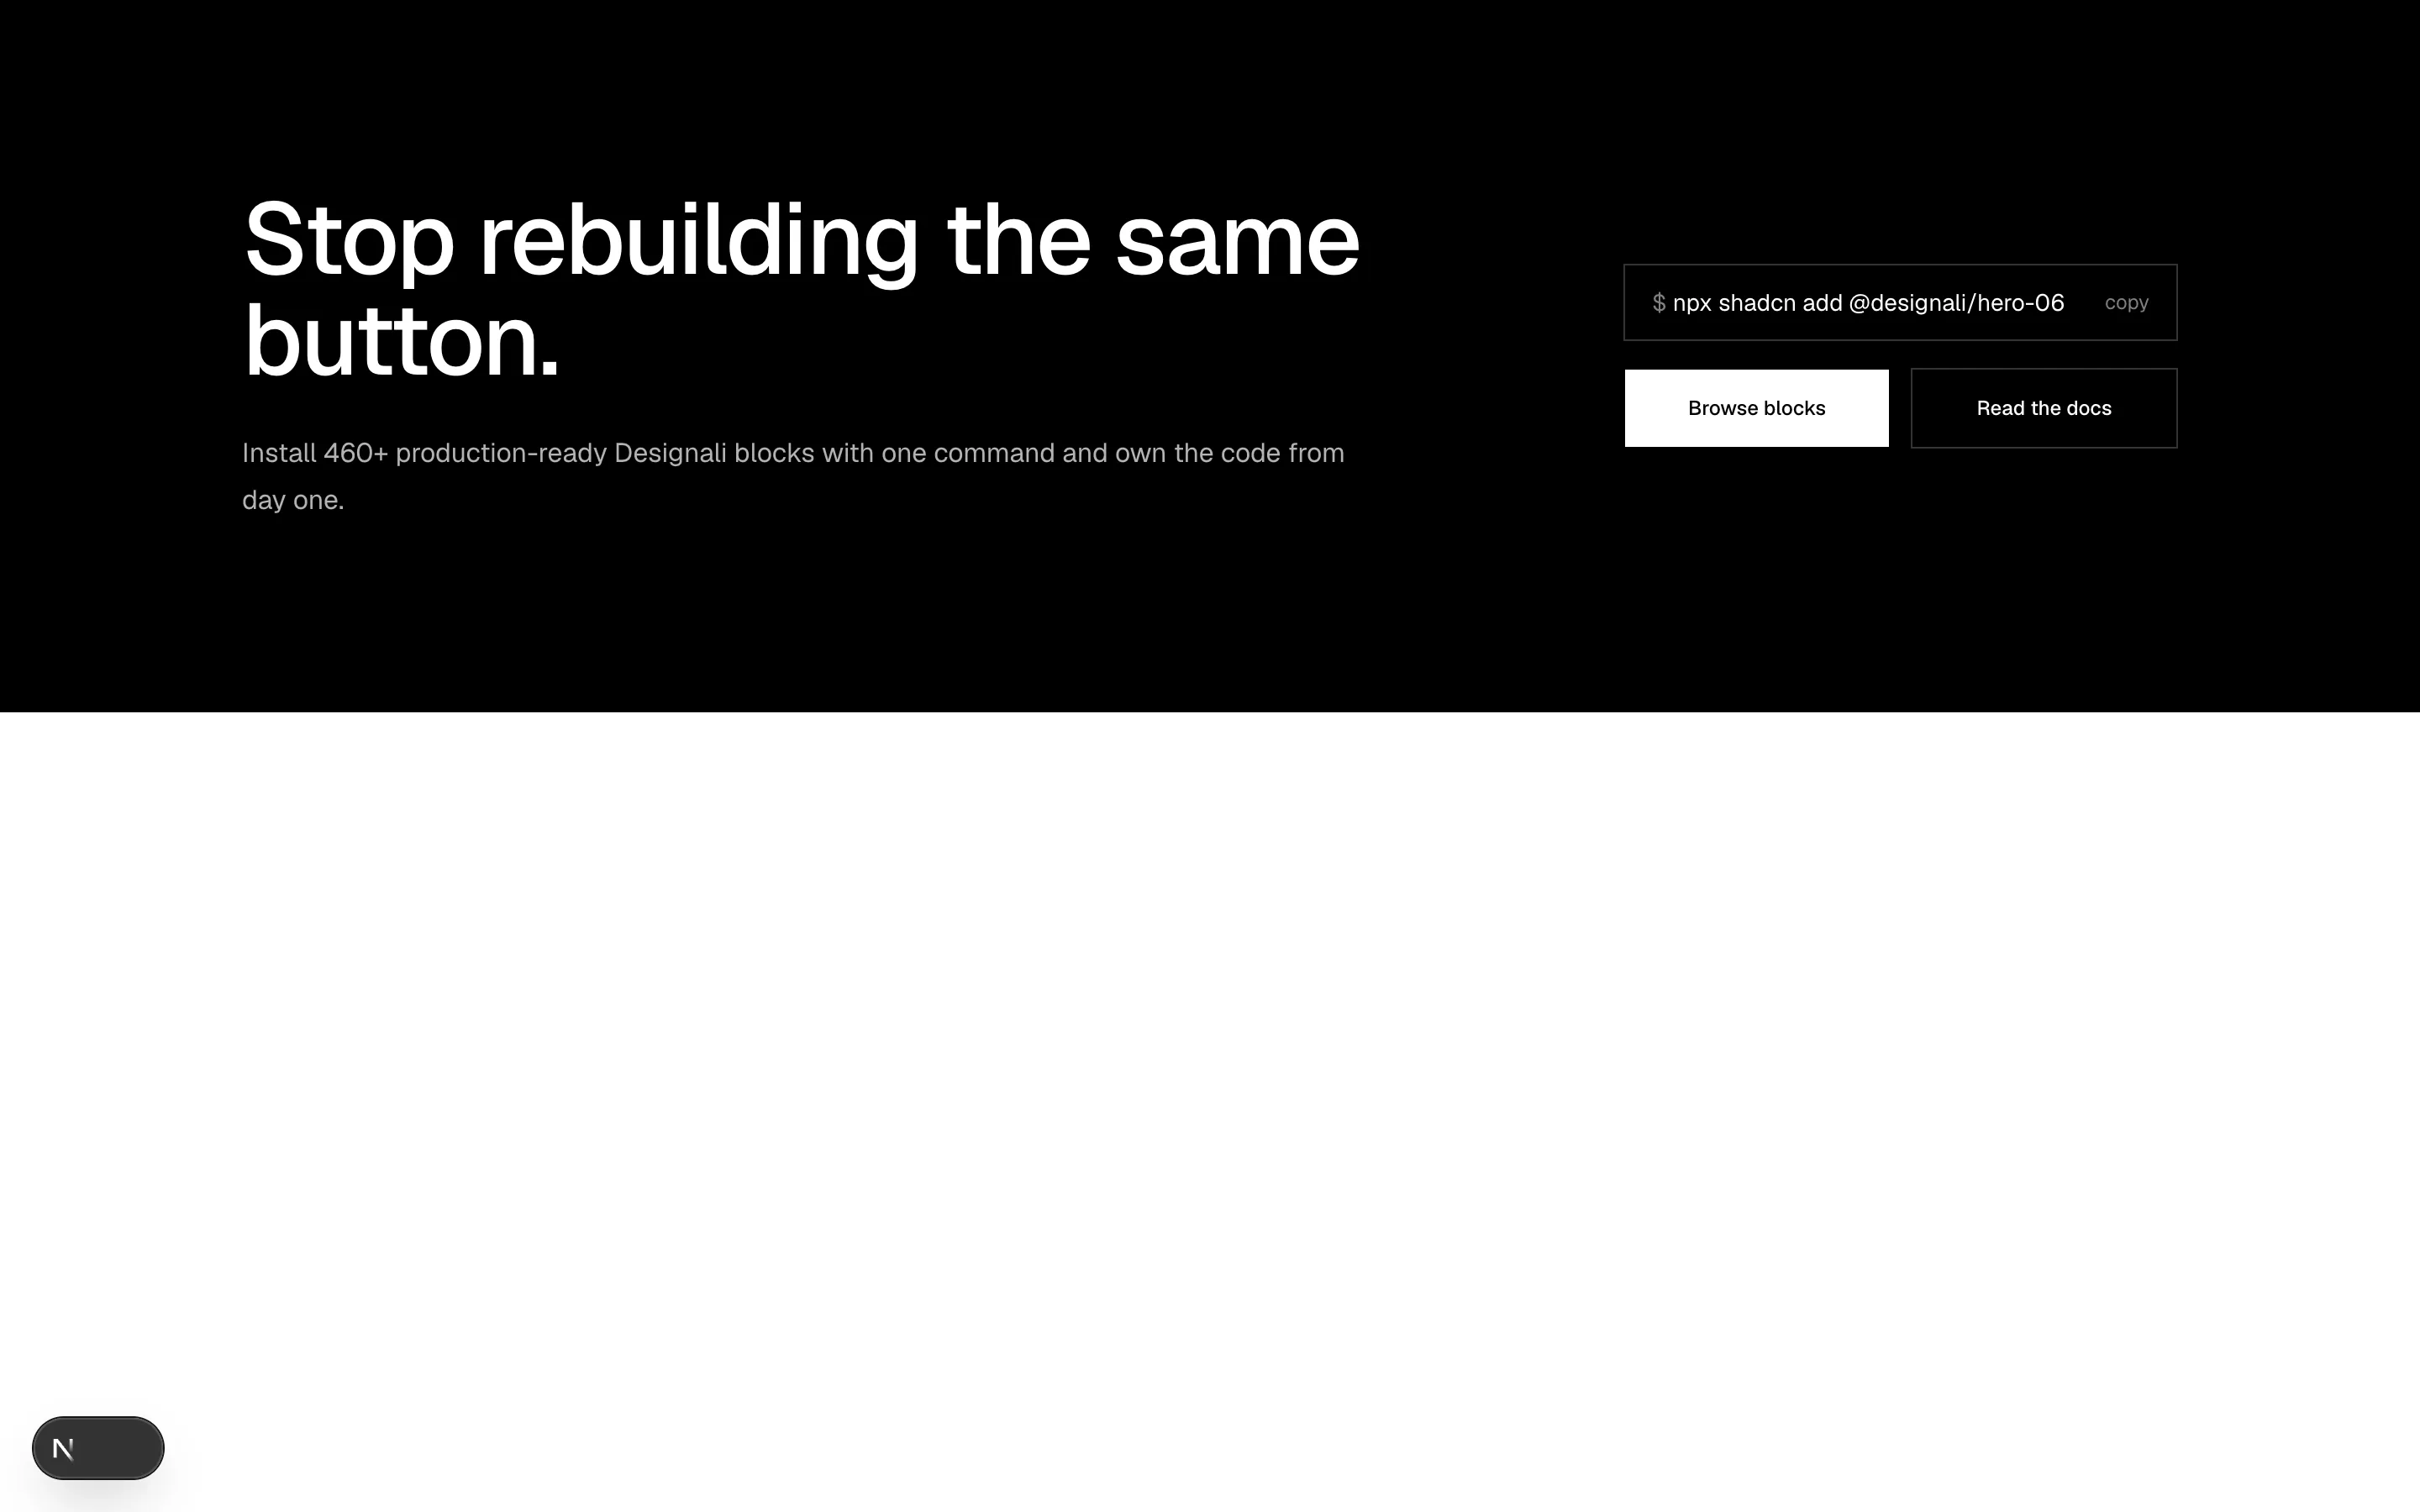 Stop rebuilding the same
button.
Install 460+ production-ready Designali blocks with one command and own the code from
day one.
$ npx shadcn add @designali/hero-06 copy
Browse blocks Read the docs
N